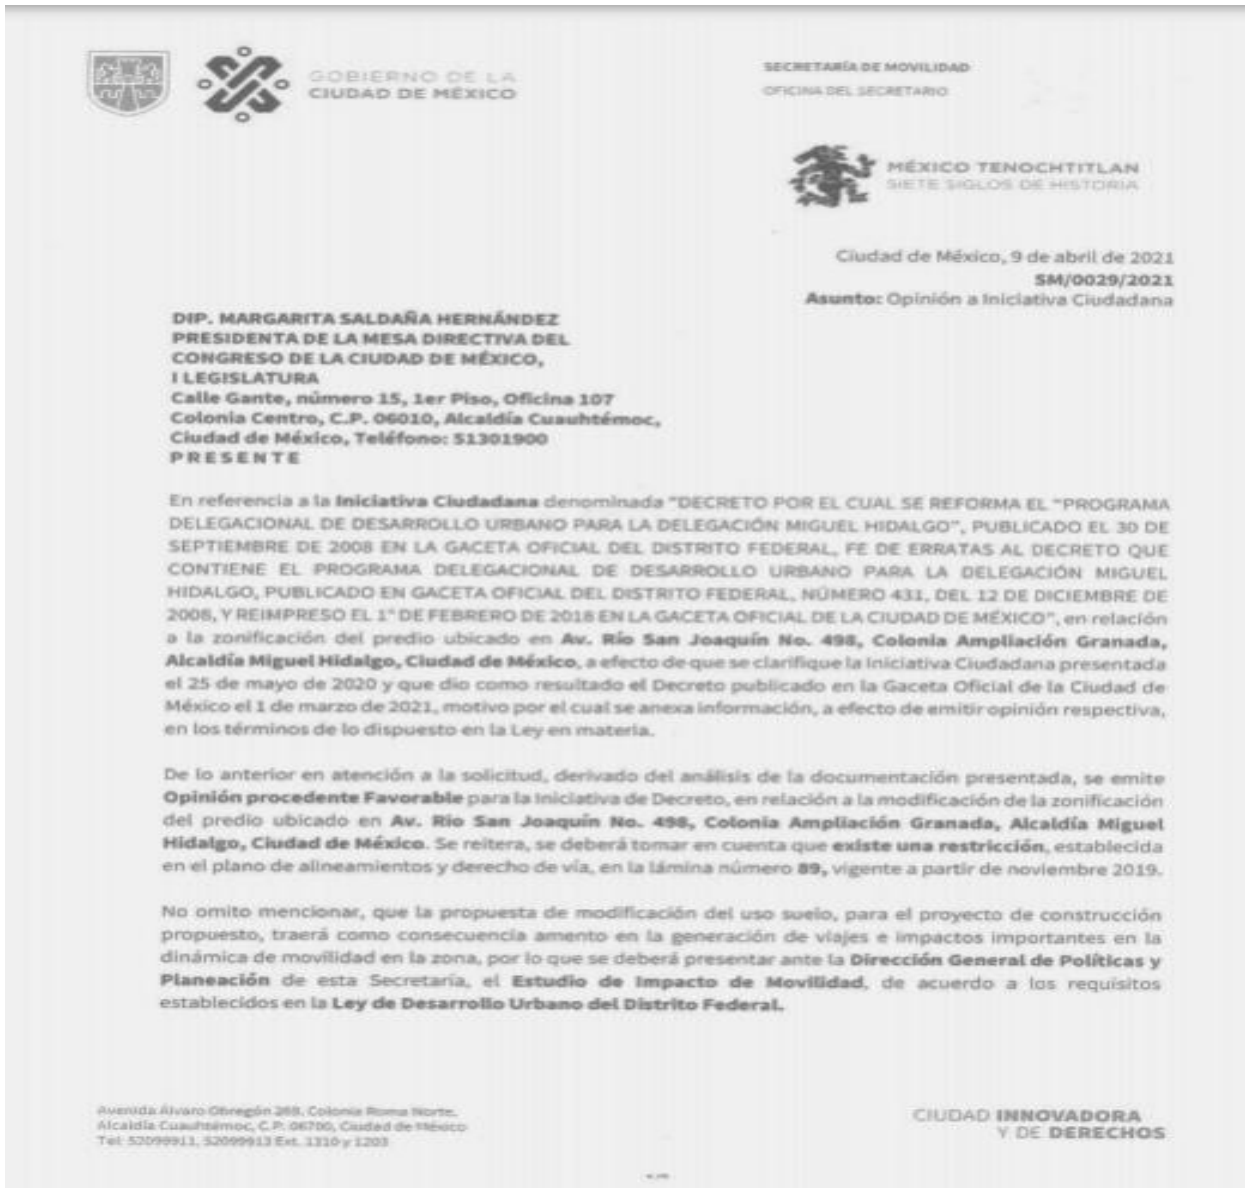 GOBIERNO DE LA
CIUDAD DE MÉXICO
SECRETARÍA DE MOVILIDAD
OFICINA DEL SECRETARIO
MÉXICO TENOCHTITLAN
SIETE SIGLOS DE HISTORIA
Ciudad de México, 9 de abril de 2021
SM/0029/2021
Asunto: Opinión a Iniciativa Ciudadana
DIP. MARGARITA SALDAÑA HERNÁNDEZ
PRESIDENTA DE LA MESA DIRECTIVA DEL
CONGRESO DE LA CIUDAD DE MÉXICO,
I LEGISLATURA
Calle Gante, número 15, 1er Piso, Oficina 107
Colonia Centro, C.P. 06010, Alcaldía Cuauhtémoc,
Ciudad de México, Teléfono: 51301900
P R E S E N T E
En referencia a la Iniciativa Ciudadana denominada "DECRETO POR EL CUAL SE REFORMA EL "PROGRAMA
DELEGACIONAL DE DESARROLLO URBANO PARA LA DELEGACIÓN MIGUEL HIDALGO", PUBLICADO EL 30 DE
SEPTIEMBRE DE 2008 EN LA GACETA OFICIAL DEL DISTRITO FEDERAL, FE DE ERRATAS AL DECRETO QUE
CONTIENE EL PROGRAMA DELEGACIONAL DE DESARROLLO URBANO PARA LA DELEGACIÓN MIGUEL
HIDALGO, PUBLICADO EN GACETA OFICIAL DEL DISTRITO FEDERAL, NÚMERO 431, DEL 12 DE DICIEMBRE DE
2008, Y REIMPRESO EL 1° DE FEBRERO DE 2018 EN LA GACETA OFICIAL DE LA CIUDAD DE MÉXICO", en relación
a la zonificación del predio ubicado en Av. Río San Joaquín No. 498, Colonia Ampliación Granada,
Alcaldía Miguel Hidalgo, Ciudad de México, a efecto de que se clarifique la Iniciativa Ciudadana presentada
el 25 de mayo de 2020 y que dio como resultado el Decreto publicado en la Gaceta Oficial de la Ciudad de
México el 1 de marzo de 2021, motivo por el cual se anexa información, a efecto de emitir opinión respectiva,
en los términos de lo dispuesto en la Ley en materia.
De lo anterior en atención a la solicitud, derivado del análisis de la documentación presentada, se emite
Opinión procedente Favorable para la Iniciativa de Decreto, en relación a la modificación de la zonificación
del predio ubicado en Av. Río San Joaquín No. 498, Colonia Ampliación Granada, Alcaldía Miguel
Hidalgo, Ciudad de México. Se reitera, se deberá tomar en cuenta que existe una restricción, establecida
en el plano de alineamientos y derecho de vía, en la lámina número 89, vigente a partir de noviembre 2019.
No omito mencionar, que la propuesta de modificación del uso suelo, para el proyecto de construcción
propuesto, traerá como consecuencia amento en la generación de viajes e impactos importantes en la
dinámica de movilidad en la zona, por lo que se deberá presentar ante la Dirección General de Políticas y
Planeación de esta Secretaría, el Estudio de Impacto de Movilidad, de acuerdo a los requisitos
establecidos en la Ley de Desarrollo Urbano del Distrito Federal.
Avenida Álvaro Obregón 269, Colonia Roma Norte,
Alcaldía Cuauhtémoc, C.P. 06700, Ciudad de México
Tel: 52099911, 52099913 Ext. 1310 y 1203
CIUDAD INNOVADORA
Y DE DERECHOS